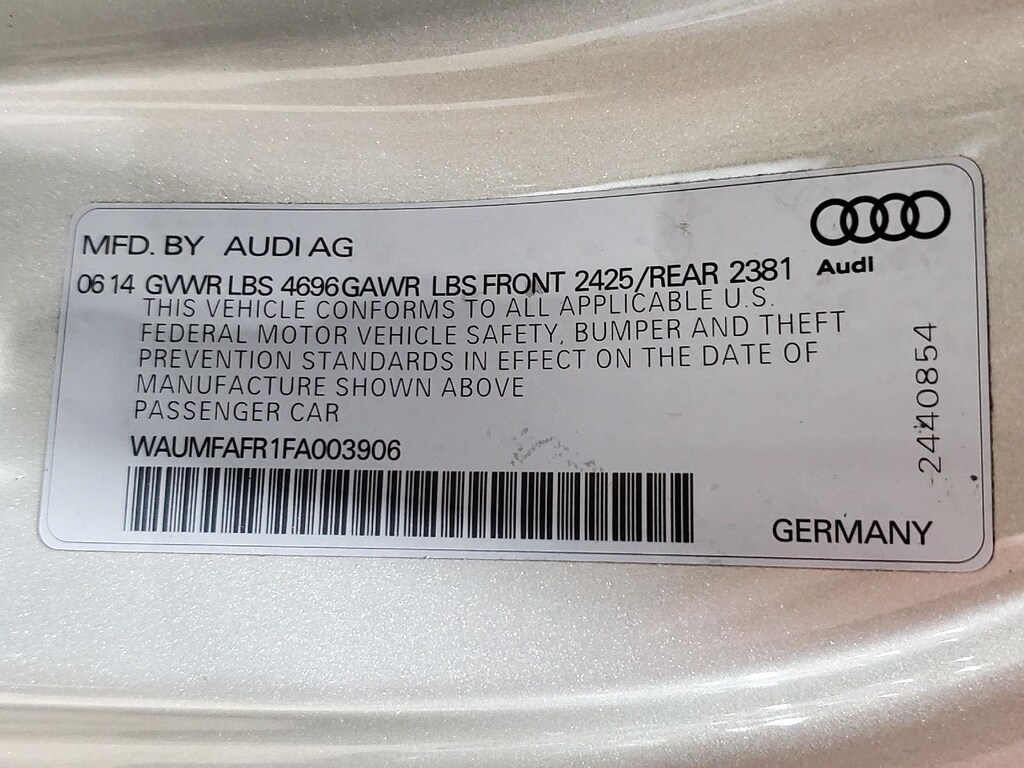 MFD. BY AUDI AG
06 14 GVWR LBS 4696 GAWR LBS FRONT 2425/REAR 2381
THIS VEHICLE CONFORMS TO ALL APPLICABLE U.S.
FEDERAL MOTOR VEHICLE SAFETY, BUMPER AND THEFT
PREVENTION STANDARDS IN EFFECT ON THE DATE OF
MANUFACTURE SHOWN ABOVE
PASSENGER CAR
WAUMFAFR1FA003906
Audi
2440854
GERMANY